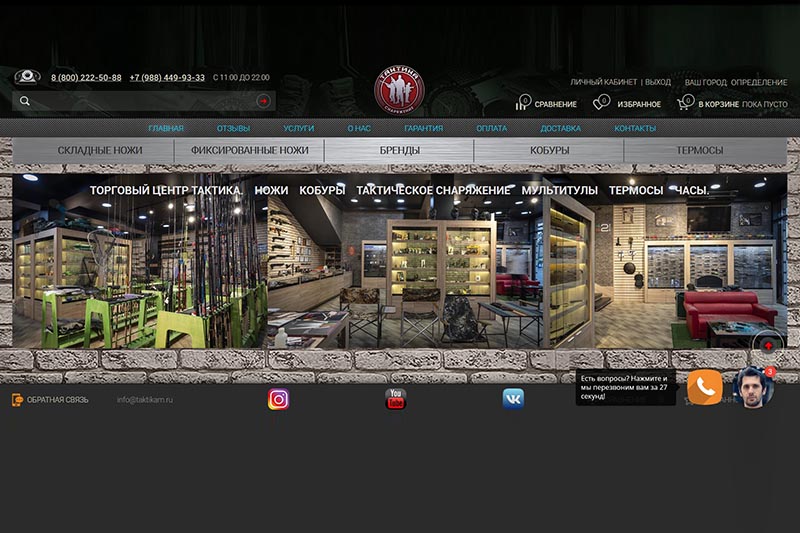 8 (800) 222-50-88 +7 (988) 449-93-33 С 11:00 ДО 22:00
ТАКТИКА
СНАРЯЖЕНИЕ
ЛИЧНЫЙ КАБИНЕТ | ВЫХОД ВАШ ГОРОД: ОПРЕДЕЛЕНИЕ
0 СРАВНЕНИЕ 0 ИЗБРАННОЕ 0 В КОРЗИНЕ ПОКА ПУСТО
ГЛАВНАЯ ОТЗЫВЫ УСЛУГИ О НАС ГАРАНТИЯ ОПЛАТА ДОСТАВКА КОНТАКТЫ
СКЛАДНЫЕ НОЖИ ФИКСИРОВАННЫЕ НОЖИ БРЕНДЫ КОБУРЫ ТЕРМОСЫ
ТОРГОВЫЙ ЦЕНТР ТАКТИКА. НОЖИ КОБУРЫ ТАКТИЧЕСКОЕ СНАРЯЖЕНИЕ МУЛЬТИТУЛЫ ТЕРМОСЫ ЧАСЫ.
Есть вопросы? Нажмите и
мы перезвоним вам за 27
секунд!
3
ОБРАТНАЯ СВЯЗЬ info@taktikam.ru
You
Tube